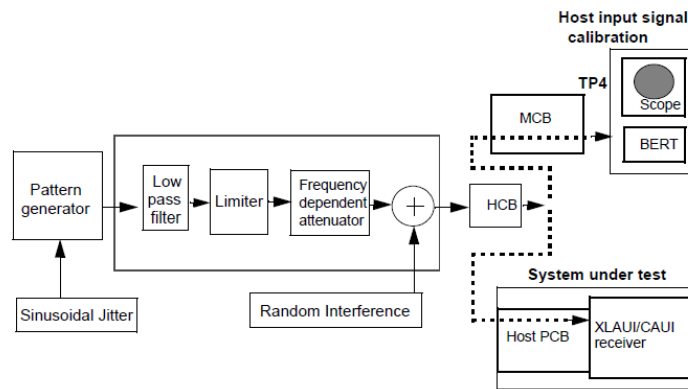 Host input signal
calibration
TP4
Scope
MCB
BERT
Pattern
generator
Low
pass
filter
Limiter
Frequency
dependent
attenuator
+
HCB
Sinusoidal Jitter
Random Interference
System under test
Host PCB
XLAUI/CAUI
receiver